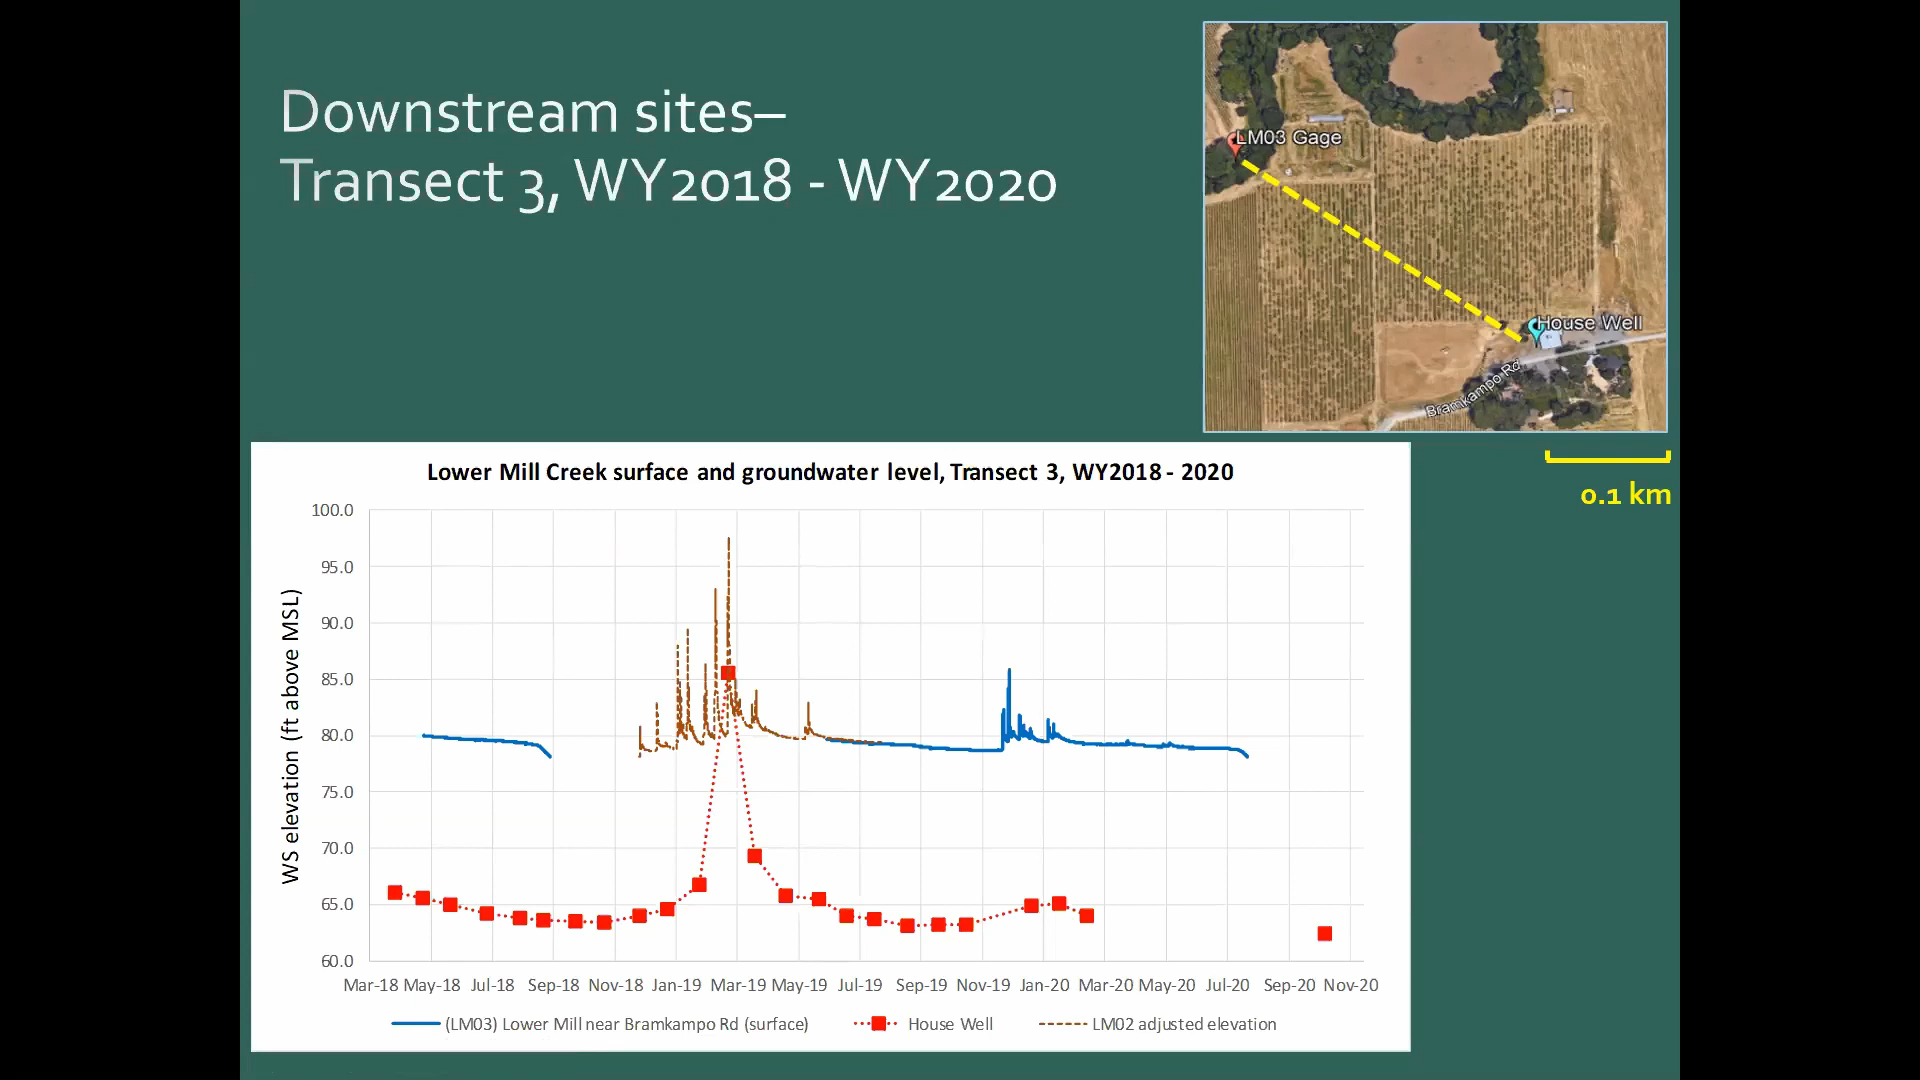 Downstream sites–
Transect 3, WY2018 - WY2020
LM03 Gage
House Well
Bramkampo Rd
0.1 km
Lower Mill Creek surface and groundwater level, Transect 3, WY2018 - 2020
WS elevation (ft above MSL)
100.0
95.0
90.0
85.0
80.0
75.0
70.0
65.0
60.0
Mar-18 May-18 Jul-18 Sep-18 Nov-18 Jan-19 Mar-19 May-19 Jul-19 Sep-19 Nov-19 Jan-20 Mar-20 May-20 Jul-20 Sep-20 Nov-20
(LM03) Lower Mill near Bramkampo Rd (surface) House Well LM02 adjusted elevation